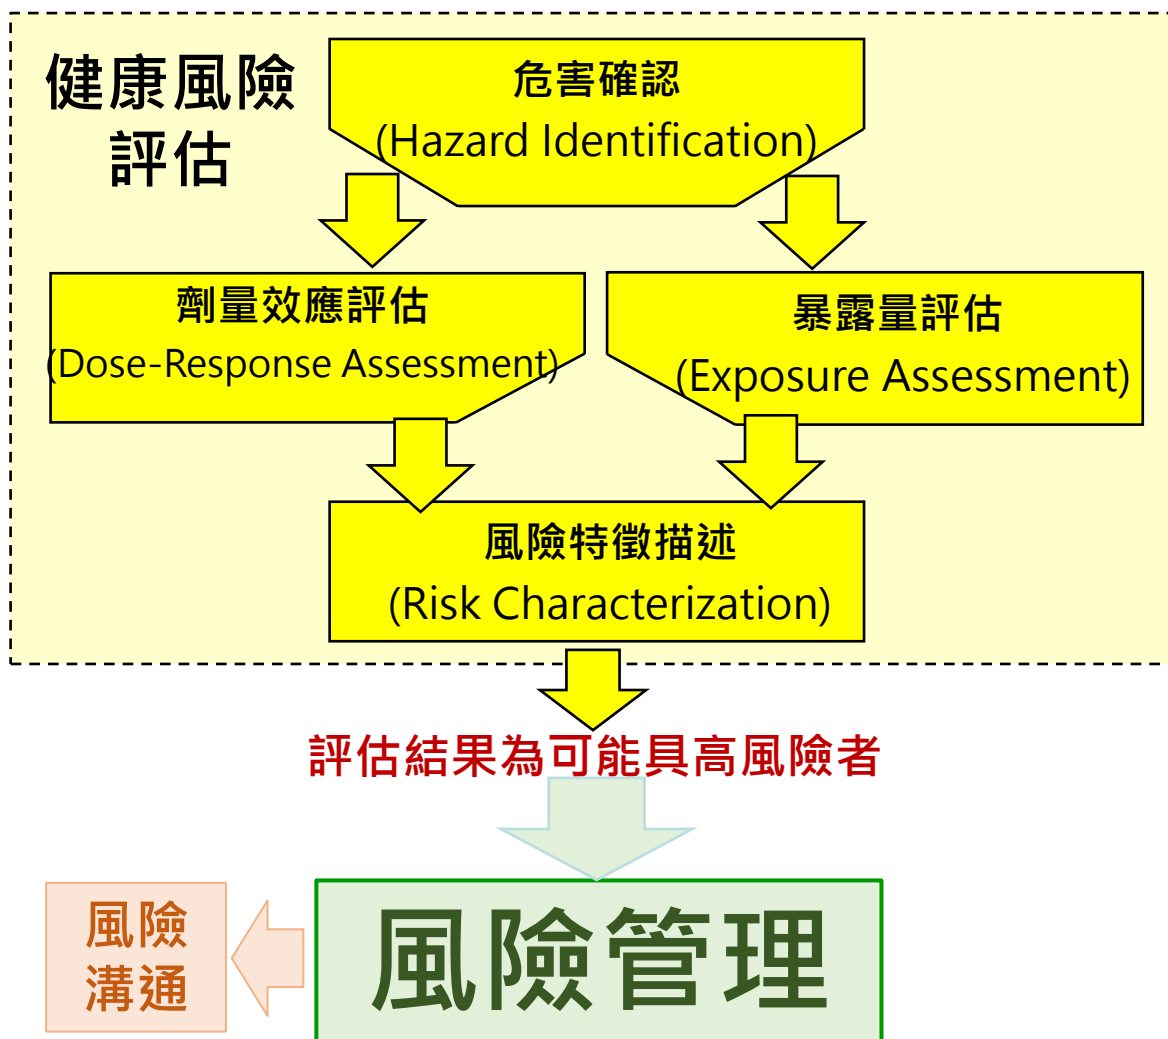 健康風險
評估
危害確認
(Hazard Identification)
劑量效應評估
(Dose-Response Assessment)
暴露量評估
(Exposure Assessment)
風險特徵描述
(Risk Characterization)
評估結果為可能具高風險者
風險
溝通
風險管理